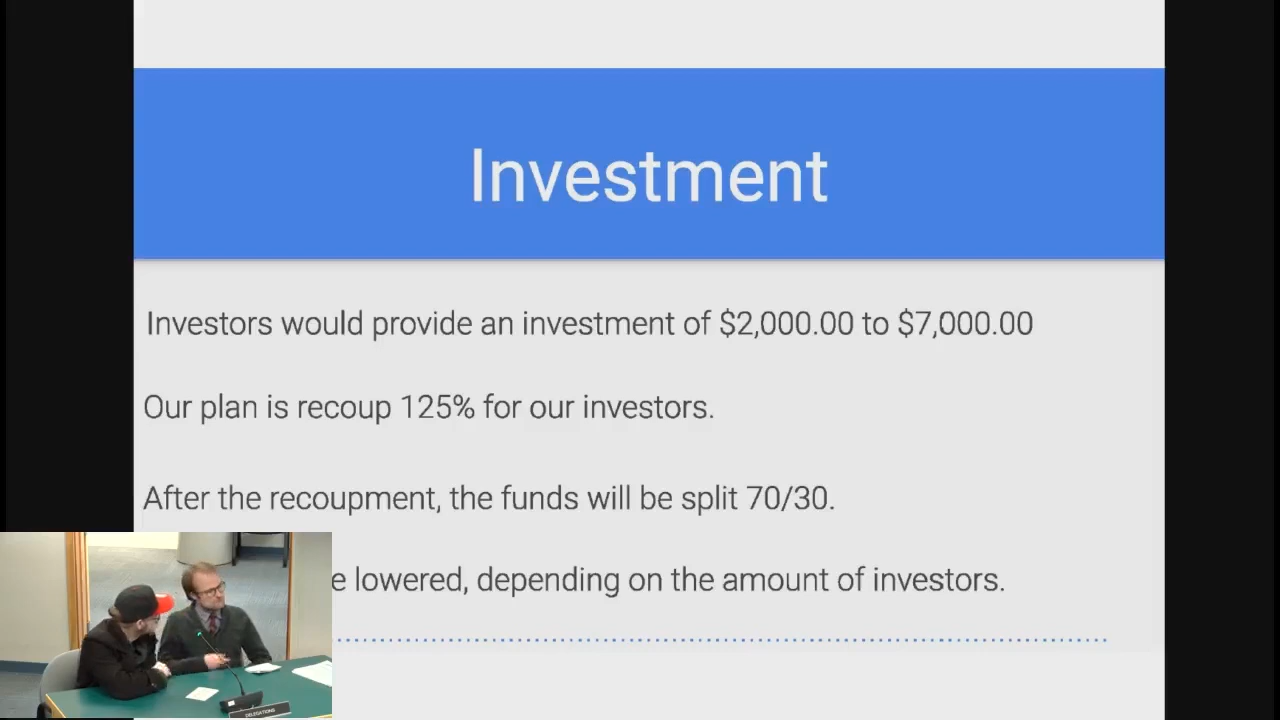 Investment
Investors would provide an investment of $2,000.00 to $7,000.00
Our plan is recoup 125% for our investors.
After the recoupment, the funds will be split 70/30.
e lowered, depending on the amount of investors.
DELEGATIONS